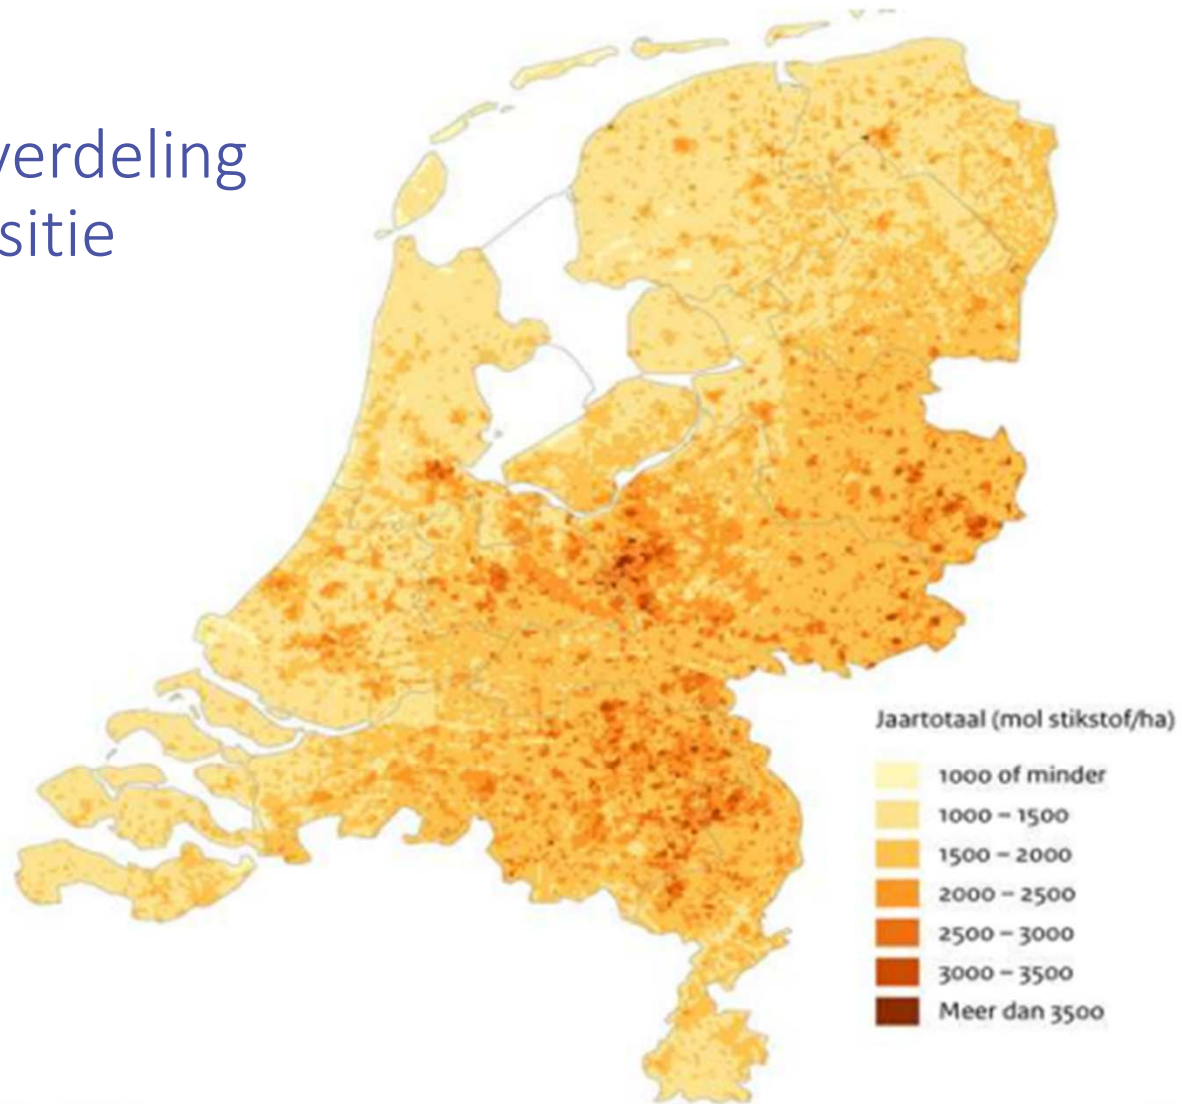 verdeling
sitie
Jaartotaal (mol stikstof/ha)
1000 of minder
1000 – 1500
1500 – 2000
2000 – 2500
2500 – 3000
3000 – 3500
Meer dan 3500